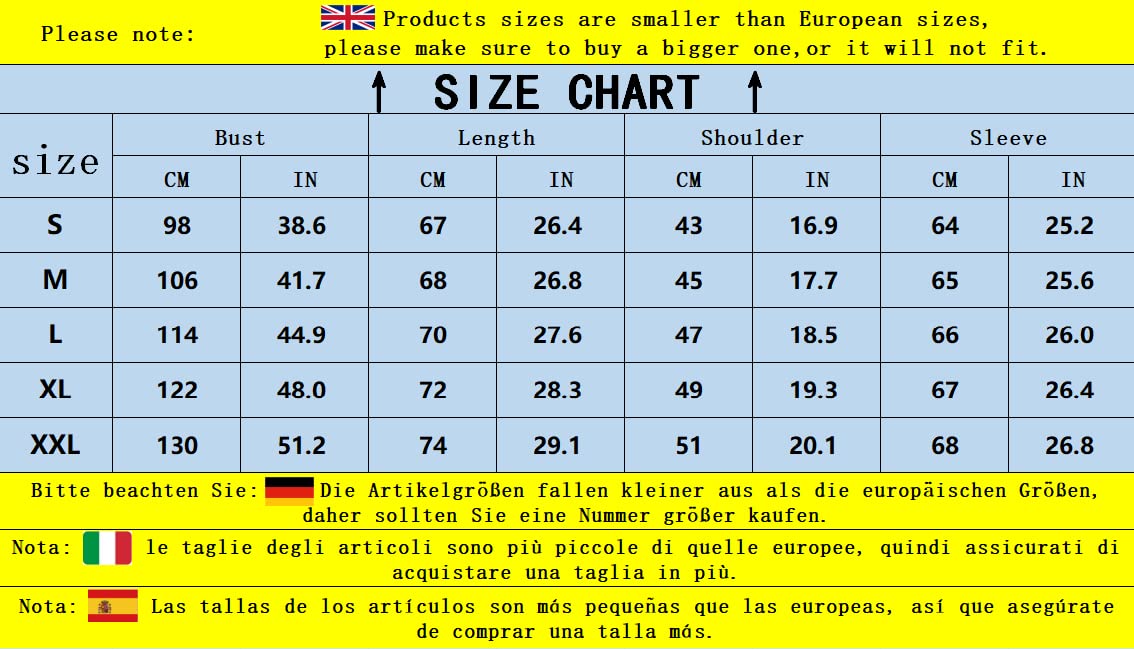 Please note:
Products sizes are smaller than European sizes,
please make sure to buy a bigger one,or it will not fit.
↑ SIZE CHART ↑
size Bust Length Shoulder Sleeve
CM IN CM IN CM IN CM IN
S 98 38.6 67 26.4 43 16.9 64 25.2
M 106 41.7 68 26.8 45 17.7 65 25.6
L 114 44.9 70 27.6 47 18.5 66 26.0
XL 122 48.0 72 28.3 49 19.3 67 26.4
XXL 130 51.2 74 29.1 51 20.1 68 26.8
Bitte beachten Sie: Die Artikelgrößen fallen kleiner aus als die europäischen Größen,
daher sollten Sie eine Nummer größer kaufen.
Nota: le taglie degli articoli sono più piccole di quelle europee, quindi assicurati di
acquistare una taglia in più.
Nota: Las tallas de los artículos son más pequeñas que las europeas, así que asegúrate
de comprar una talla más.